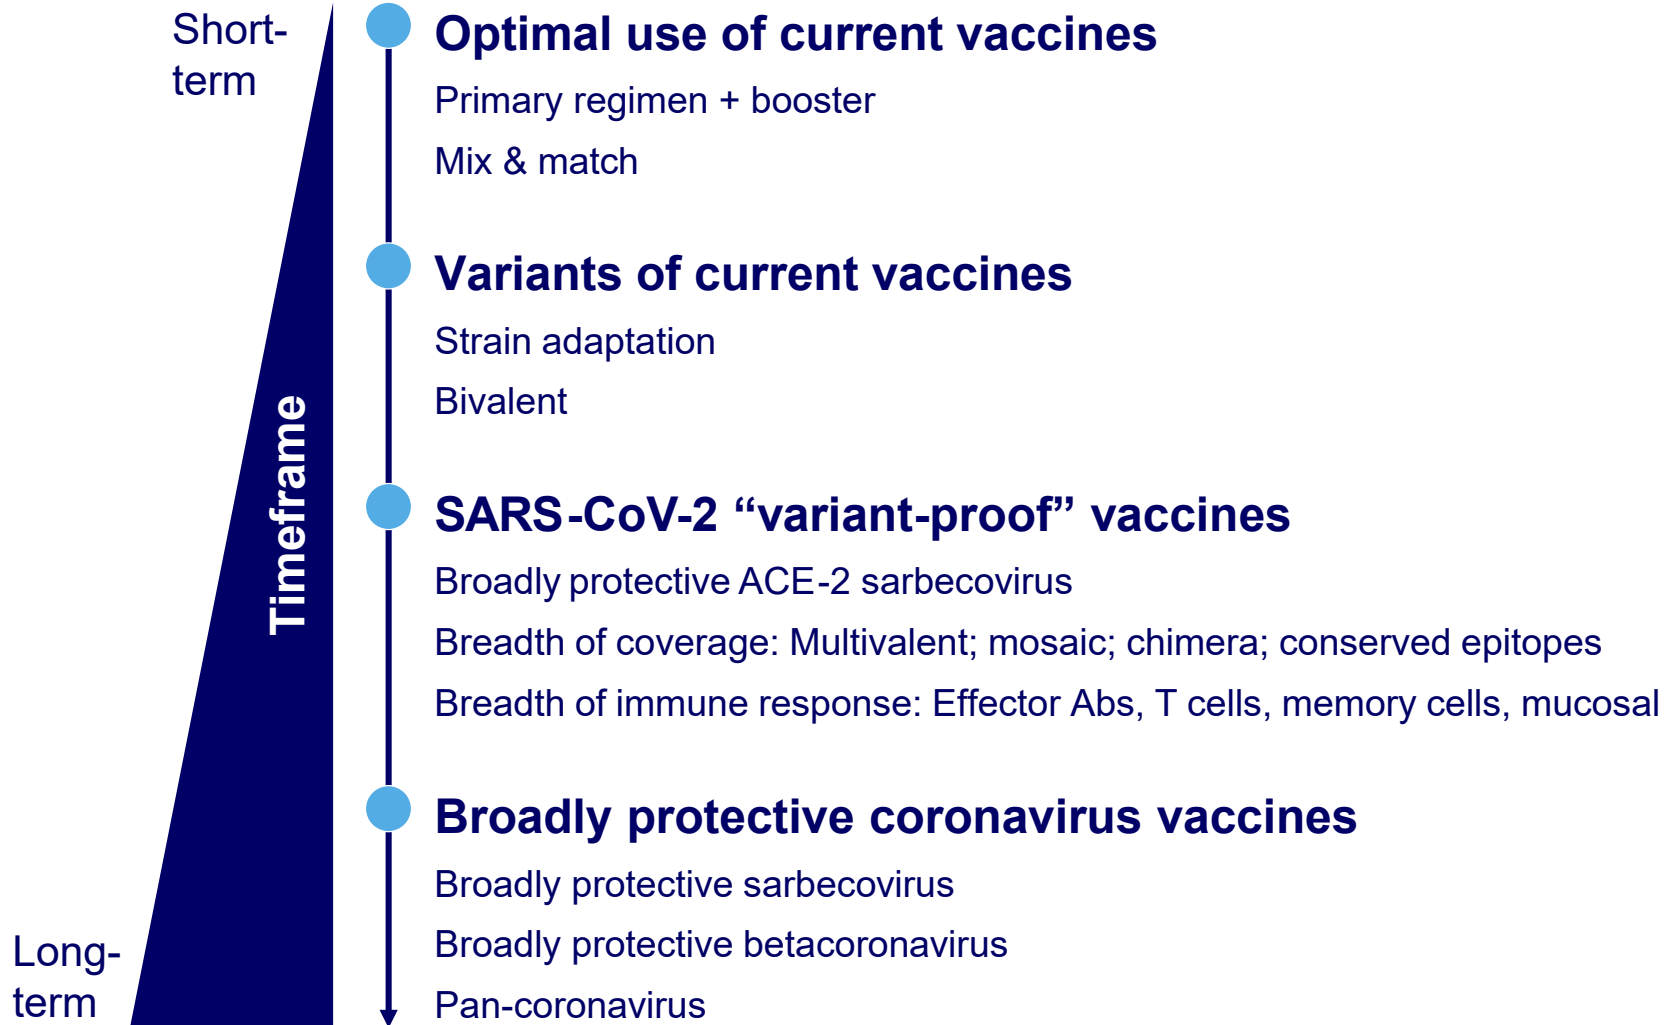 Short-
term
Optimal use of current vaccines
Primary regimen + booster
Mix & match
Variants of current vaccines
Strain adaptation
Bivalent
Timeframe
SARS-CoV-2 “variant-proof” vaccines
Broadly protective ACE-2 sarbecovirus
Breadth of coverage: Multivalent; mosaic; chimera; conserved epitopes
Breadth of immune response: Effector Abs, T cells, memory cells, mucosal
Broadly protective coronavirus vaccines
Broadly protective sarbecovirus
Broadly protective betacoronavirus
Pan-coronavirus
Long-
term